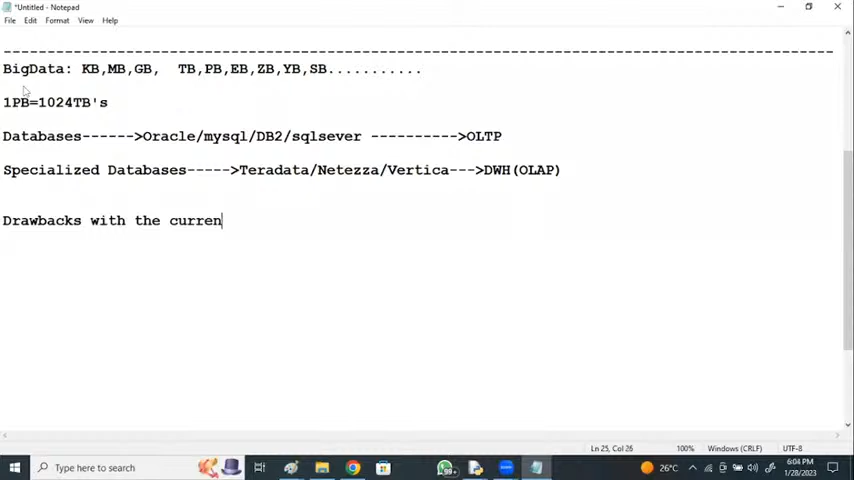 *Untitled - Notepad
File Edit Format View Help
--------------------------------------------------------------------------------------------
BigData: KB,MB,GB, TB,PB,EB,ZB,YB,SB...........
1PB=1024TB's
Databases------>Oracle/mysql/DB2/sqlsever ---------->OLTP
Specialized Databases----->Teradata/Netezza/Vertica--->DWH(OLAP)
Drawbacks with the curren
Ln 25, Col 26 100% Windows (CRLF) UTF-8
Type here to search
99+
26°C
6:04 PM
1/28/2023